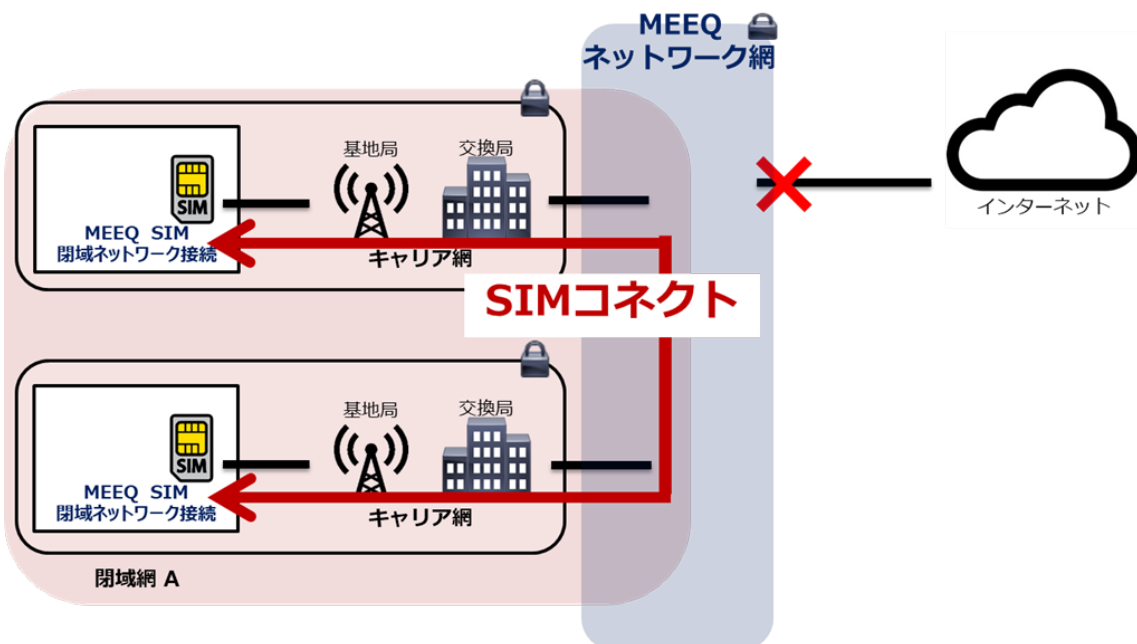 MEEQ
ネットワーク網
基地局
交換局
SIM
MEEQ SIM
閉域ネットワーク接続
キャリア網
インターネット
SIMコネクト
基地局
交換局
SIM
MEEQ SIM
閉域ネットワーク接続
キャリア網
閉域網 A